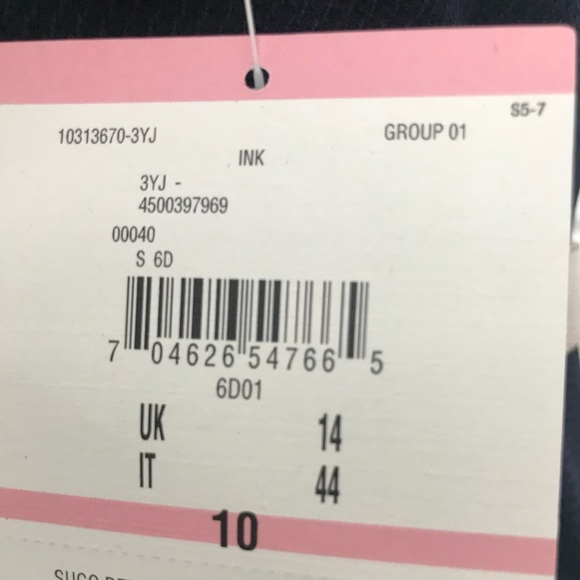 S5-7
10313670-3YJ GROUP 01
INK
3YJ -
4500397969
00040
S 6D
7 04626 54766 5
6D01
UK 14
IT 44
10